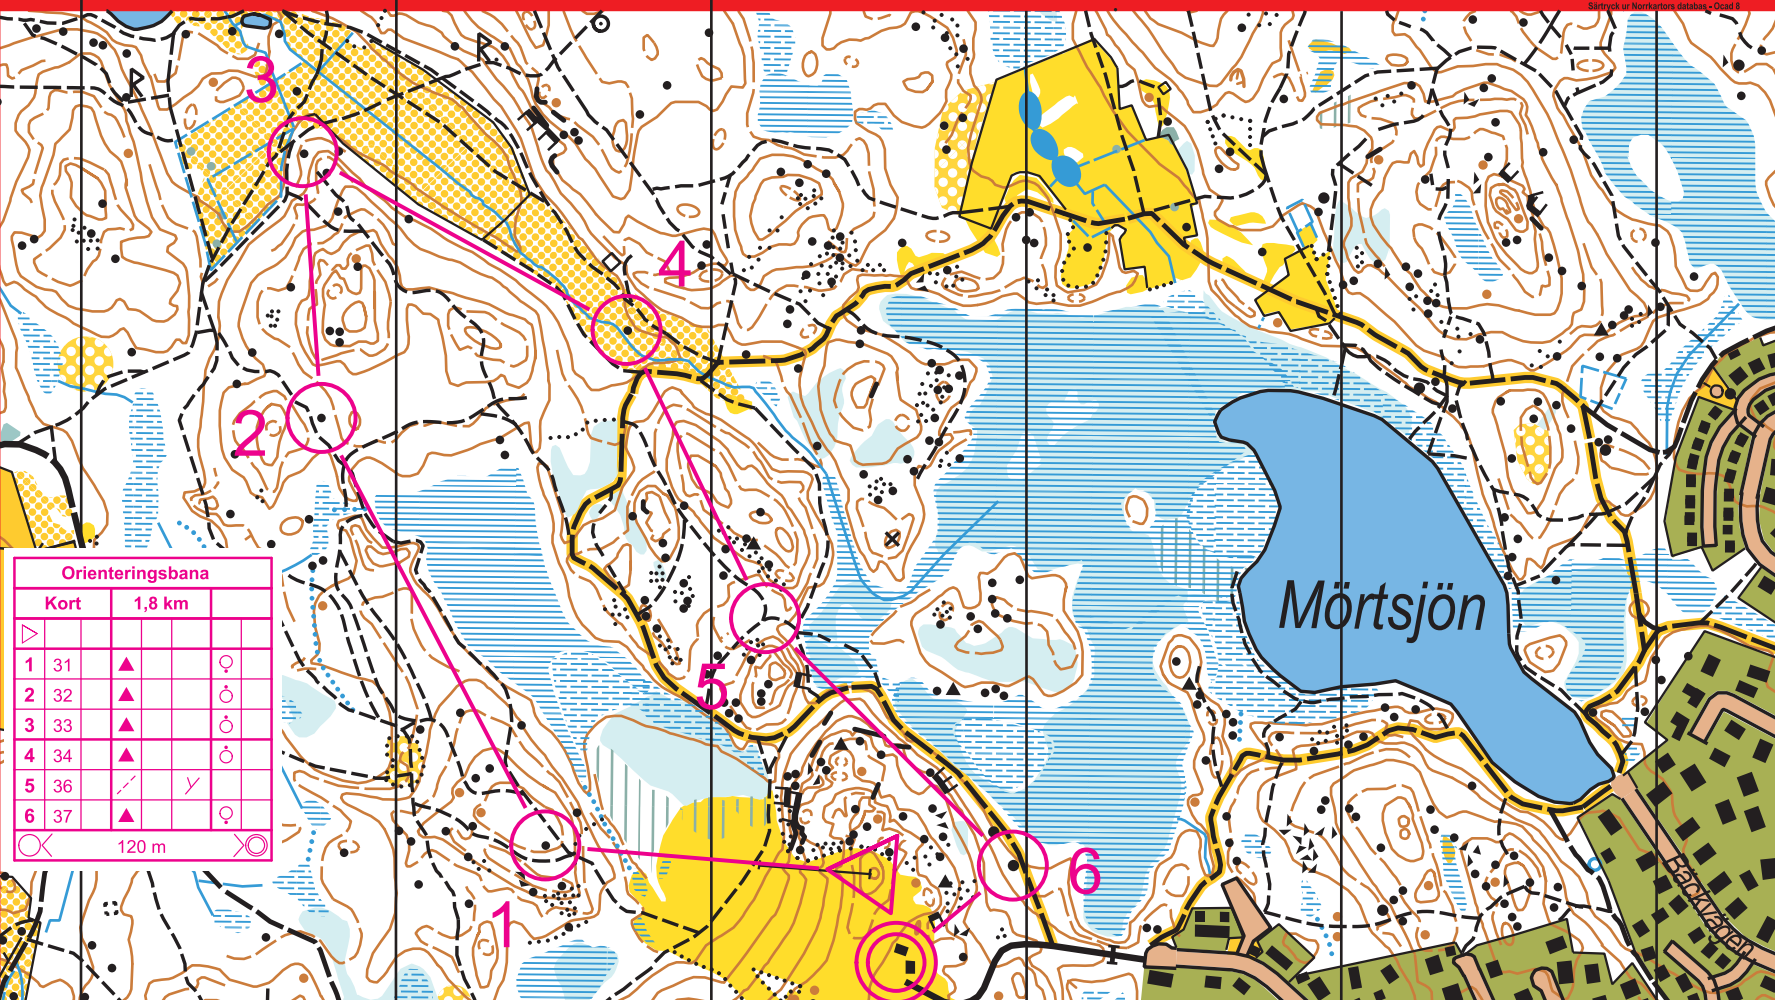 Särtryck ur Norrkartors databas - Ocad 8
3
4
2
5
Mörtsjön
6
1
Bäckvägen
Orienteringsbana
Kort 1,8 km
1 31
2 32
3 33
4 34
5 36
6 37
120 m